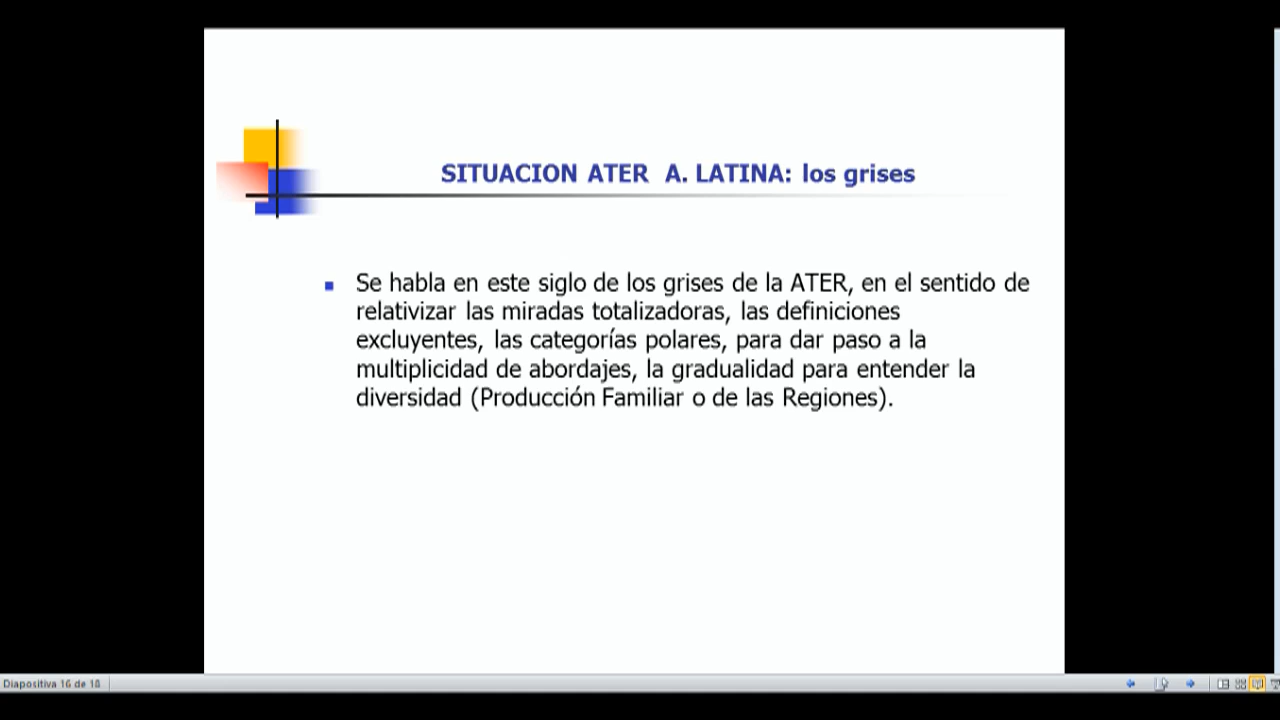 SITUACION ATER A. LATINA: los grises
Se habla en este siglo de los grises de la ATER, en el sentido de
relativizar las miradas totalizadoras, las definiciones
excluyentes, las categorías polares, para dar paso a la
multiplicidad de abordajes, la gradualidad para entender la
diversidad (Producción Familiar o de las Regiones).
Diapositiva 16 de 18